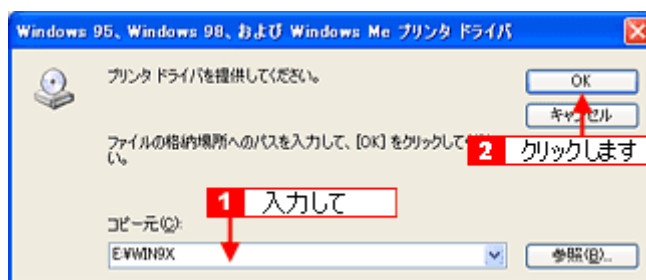 Windows 95、Windows 98、および Windows Me プリンタ ドライバ
プリンタ ドライバを提供してください。
OK
キャンセル
ファイルの格納場所へのパスを入力して、[OK] をクリックして
い。
2 クリックします
1 入力して
コピー元(C):
E:¥WIN9X
参照(B)...